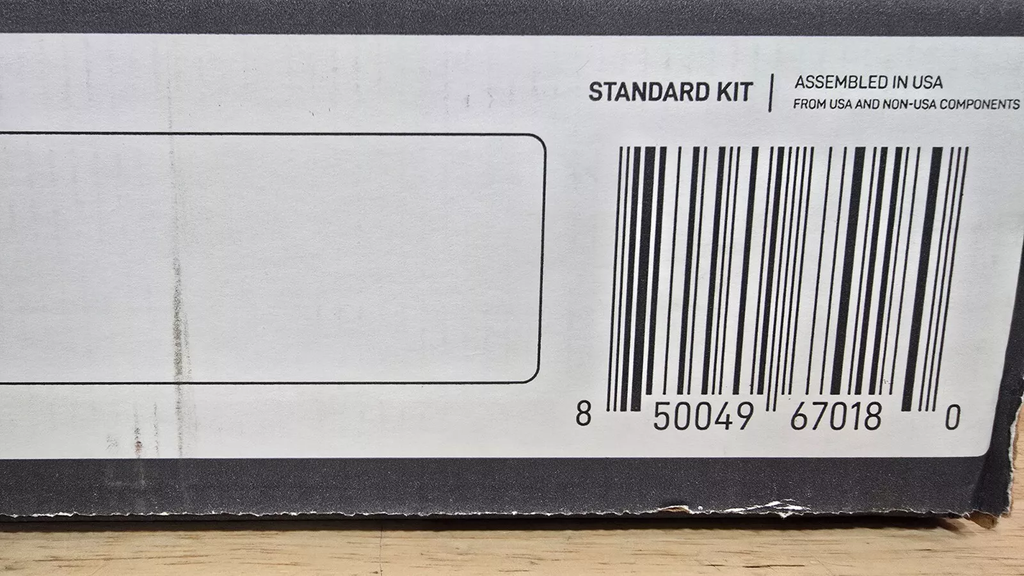 STANDARD KIT | ASSEMBLED IN USA
FROM USA AND NON-USA COMPONENTS
8 50049 67018 0